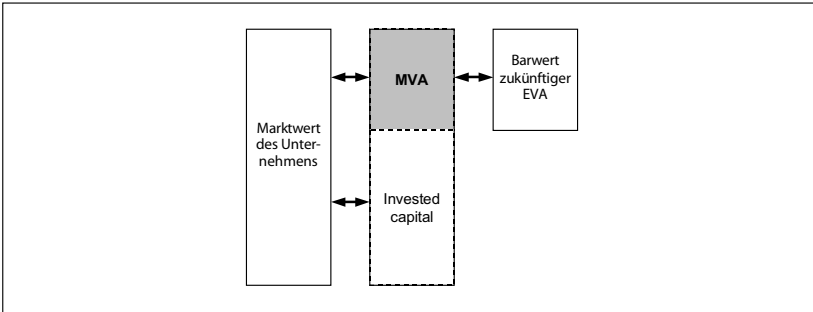 Marktwert
des Unter-
nehmens
MVA
Invested
capital
Barwert
zukünftiger
EVA